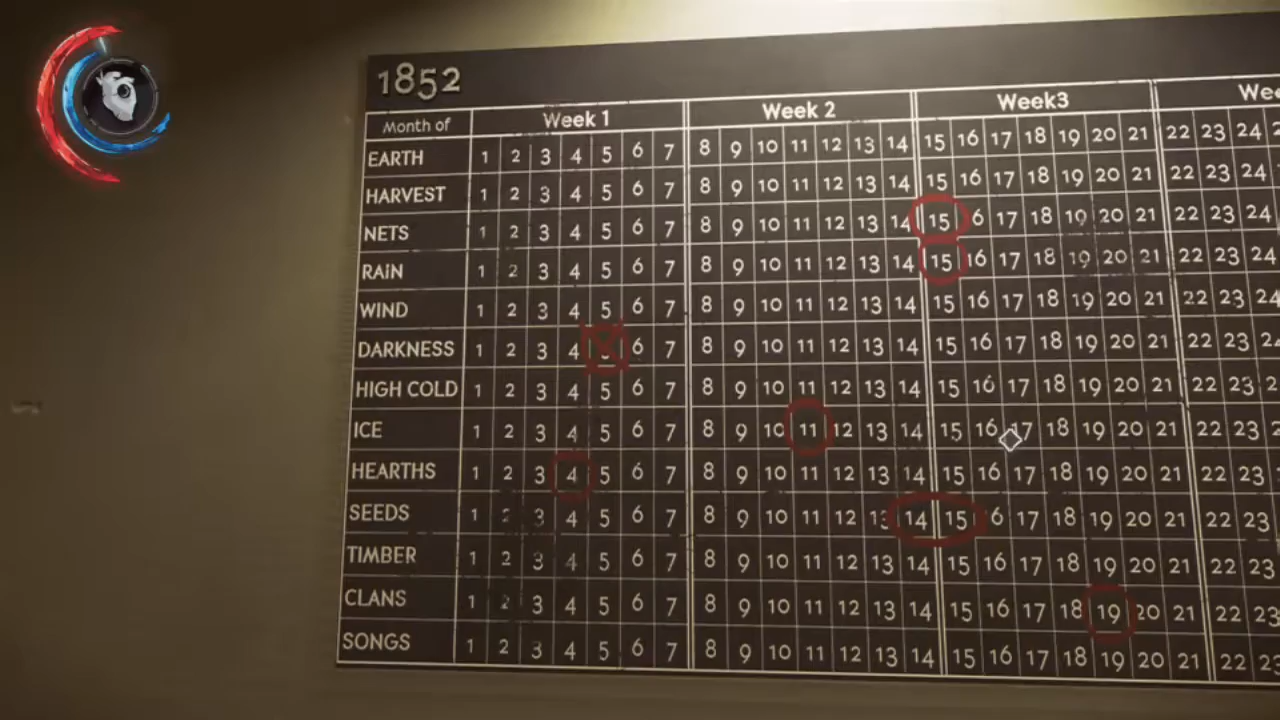 1852
Month of Week 1 Week 2 Week3
EARTH 1 2 3 4 5 6 7 8 9 10 11 12 13 14 15 16 17 18 19 20 21 22 23 24
HARVEST 1 2 3 4 5 6 7 8 9 10 11 12 13 14 15 16 17 18 19 20 21 22 23 24
NETS 1 2 3 4 5 6 7 8 9 10 11 12 13 14 15 6 17 18 19 20 21 22 23 24
RAIN 1 2 3 4 5 6 7 8 9 10 11 12 13 14 15 16 17 18 19 20 21 22 23 24
WIND 1 2 3 4 5 6 7 8 9 10 11 12 13 14 15 16 17 18 19 20 21 22 23 24
DARKNESS 1 2 3 4 6 7 8 9 10 11 12 13 14 15 16 17 18 19 20 21 22 23
HIGH COLD 1 2 3 4 5 6 7 8 9 10 11 12 13 14 15 16 17 18 19 20 21 22 23
ICE 1 2 3 4 5 6 7 8 9 10 11 12 13 14 15 16 17 18 19 20 21 22 23
HEARTHS 1 2 3 4 5 6 7 8 9 10 11 12 13 14 15 16 17 18 19 20 21 22 23
SEEDS 1 2 3 4 5 6 7 8 9 10 11 12 13 14 15 6 17 18 19 20 21 22 23
TIMBER 1 2 3 4 5 6 7 8 9 10 11 12 13 14 15 16 17 18 19 20 21 22 23
CLANS 1 2 3 4 5 6 7 8 9 10 11 12 13 14 15 16 17 18 19 20 21 22 23
SONGS 1 2 3 4 5 6 7 8 9 10 11 12 13 14 15 16 17 18 19 20 21 22 23